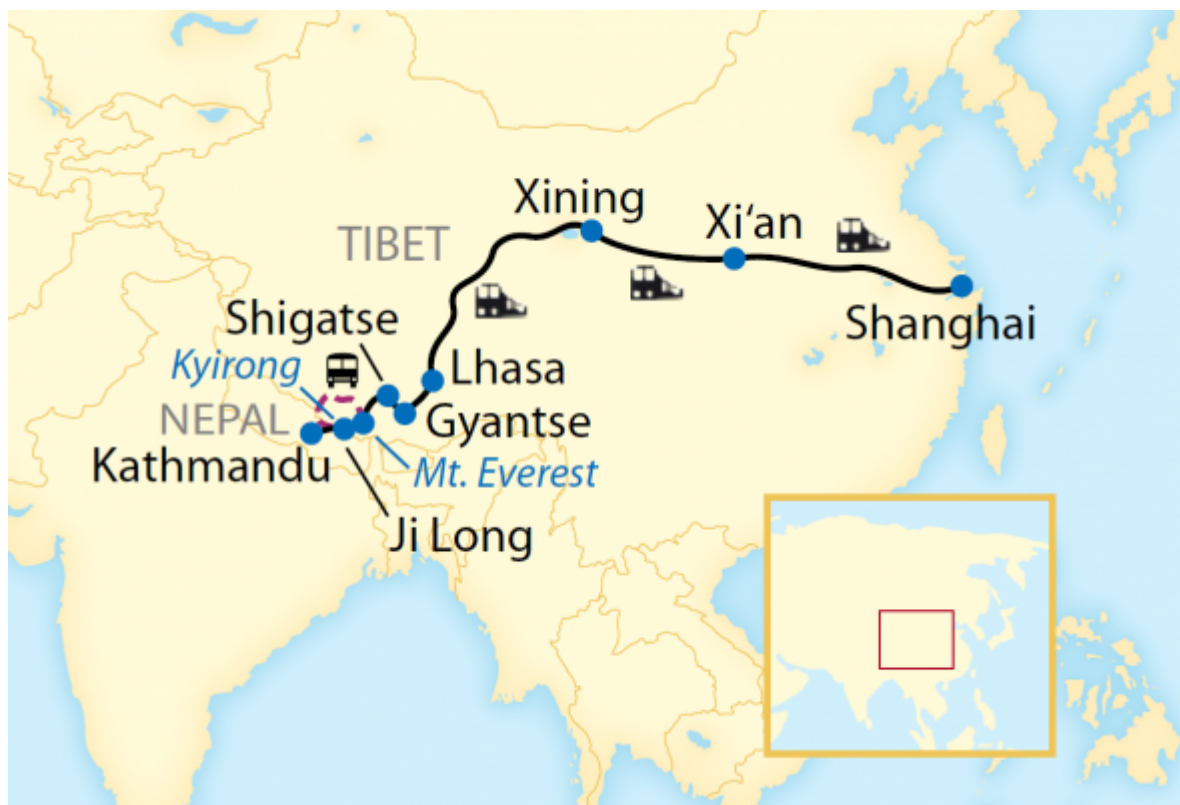 Xining
Xi‘an
TIBET
Shanghai
Shigatse
Kyirong
Lhasa
NEPAL
Gyantse
Kathmandu
Mt. Everest
Ji Long